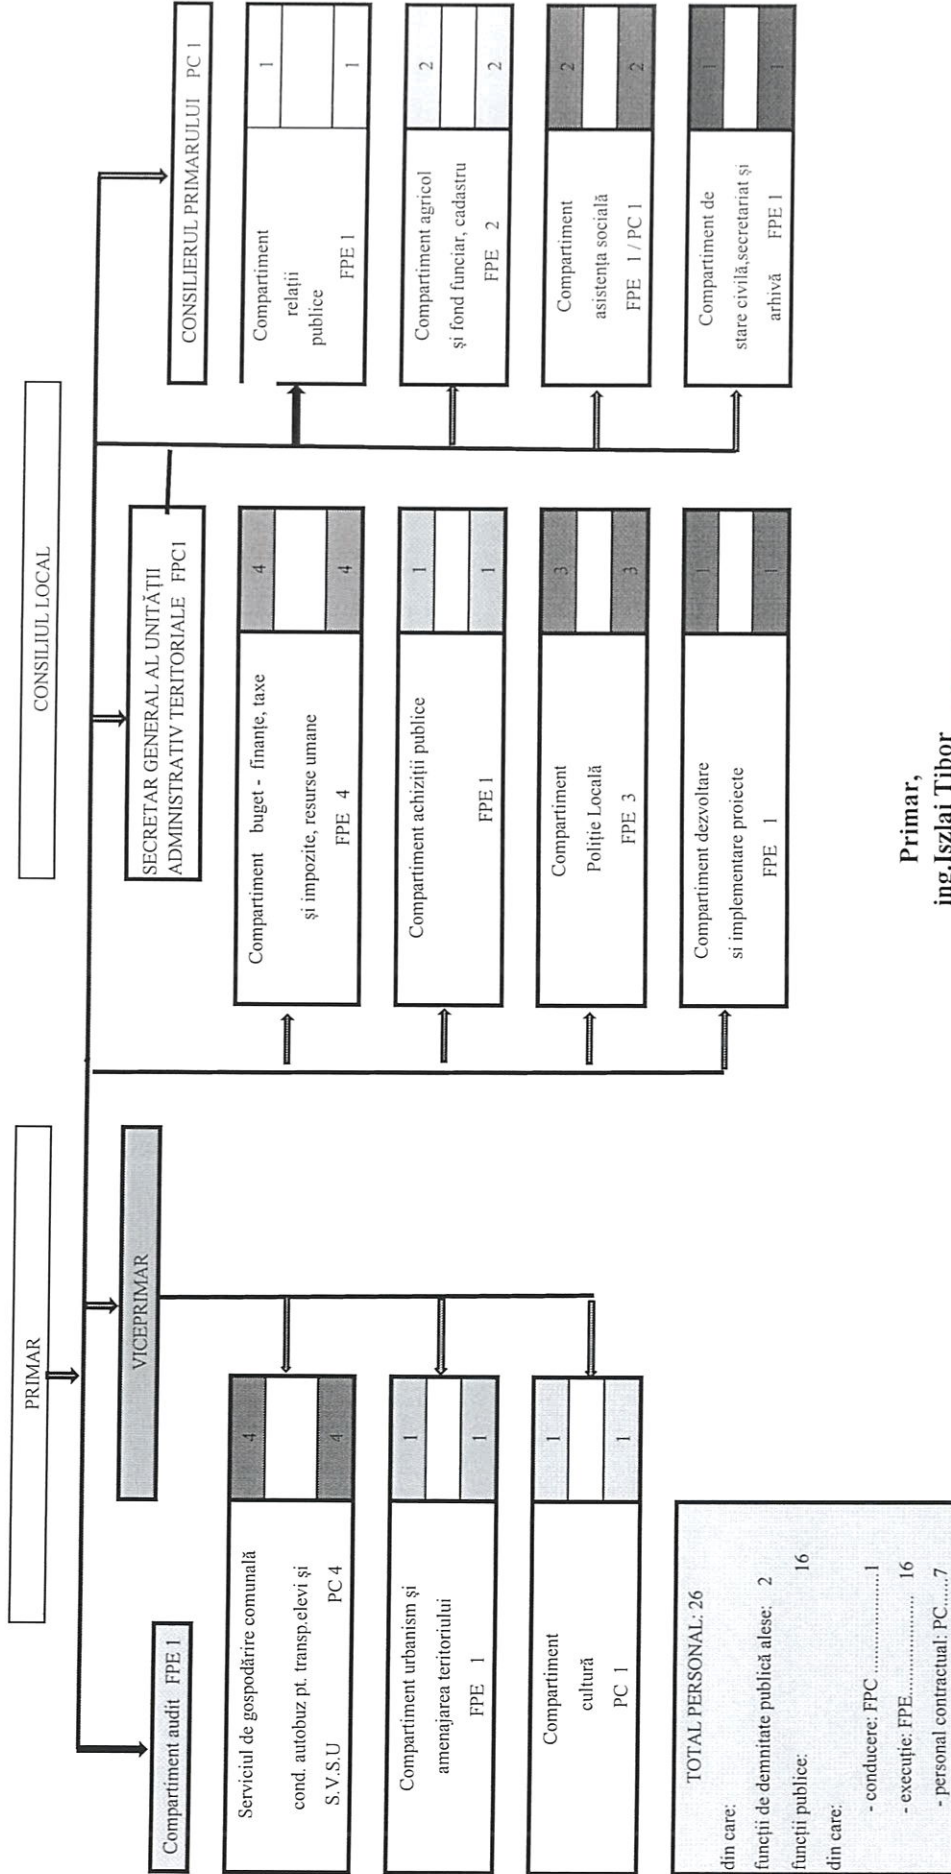 CONSILIUL LOCAL
PRIMAR
Compartiment audit FPE 1
VICEPRIMAR
SECRETAR GENERAL AL UNITĂȚII
ADMINISTRATIV TERITORIALE FPC1
CONSILIERUL PRIMARULUI PC 1
Serviciul de gospodărire comunală
cond. autobuz pt. transp.elevi și
S.V.S.U PC 4
4
4
Compartiment urbanism și
amenajarea teritoriului
FPE 1
1
1
Compartiment
cultură
PC 1
1
1
Compartiment buget - finanțe, taxe
și impozite, resurse umane
FPE 4
4
4
Compartiment achiziții publice
FPE 1
1
1
Compartiment
Poliție Locală
FPE 3
3
3
Compartiment dezvoltare
si implementare proiecte
FPE 1
1
1
Compartiment
relații
publice FPE 1
1
1
Compartiment agricol
și fond funciar, cadastru
FPE 2
2
2
Compartiment
asistența socială
FPE 1 / PC 1
2
2
Compartiment de
stare civilă,secretariat și
arhivă FPE 1
1
1
TOTAL PERSONAL: 26
din care:
funcții de demnitate publică alese: 2
funcții publice: 16
din care:
- conducere: FPC ....................1
- execuție: FPE...................... 16
- personal contractual: PC......7
Primar,
ing.Iszlai Tibor